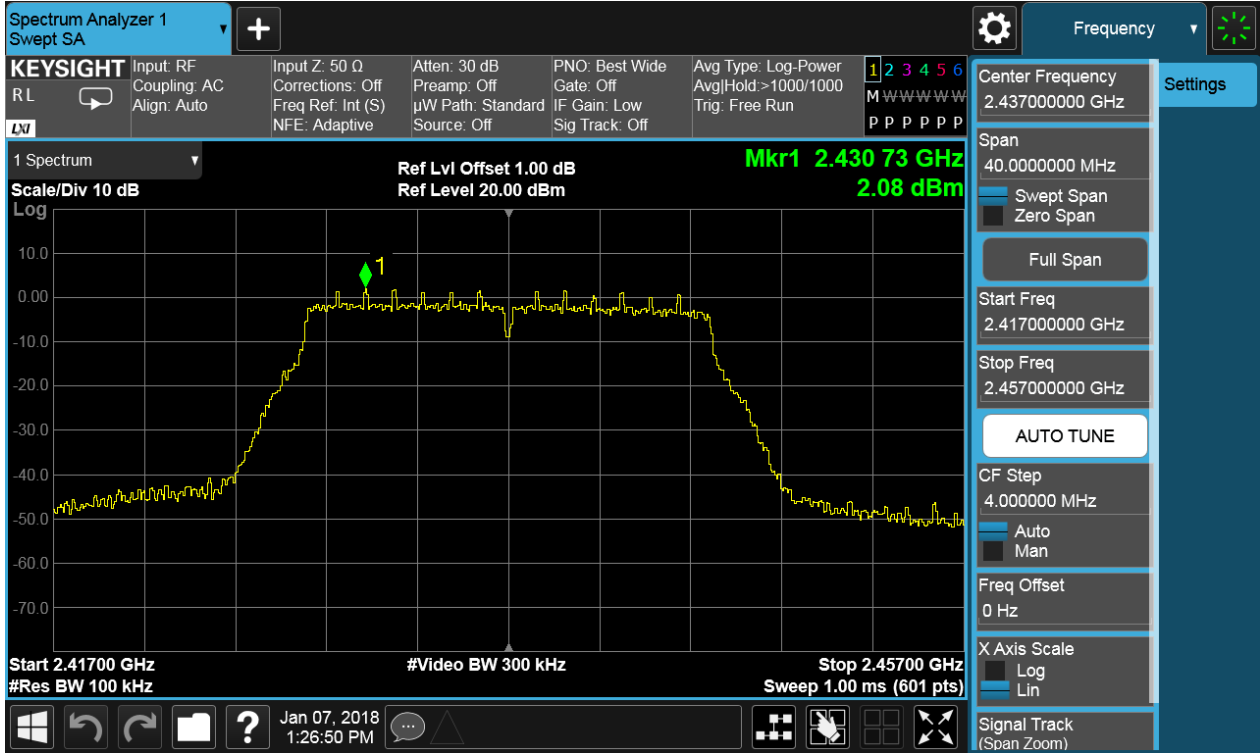 Spectrum Analyzer 1
Swept SA
Frequency
KEYSIGHT
R L
LXI
Input: RF
Coupling: AC
Align: Auto
Input Z: 50 Ω
Corrections: Off
Freq Ref: Int (S)
NFE: Adaptive
Atten: 30 dB
Preamp: Off
µW Path: Standard
Source: Off
PNO: Best Wide
Gate: Off
IF Gain: Low
Sig Track: Off
Avg Type: Log-Power
Avg|Hold:>1000/1000
Trig: Free Run
1 2 3 4 5 6
M W W W W W
P P P P P P
1 Spectrum
Scale/Div 10 dB
Log
Ref Lvl Offset 1.00 dB
Ref Level 20.00 dBm
Mkr1 2.430 73 GHz
2.08 dBm
1
10.0
0.00
-10.0
-20.0
-30.0
-40.0
-50.0
-60.0
-70.0
Start 2.41700 GHz
#Res BW 100 kHz
#Video BW 300 kHz
Stop 2.45700 GHz
Sweep 1.00 ms (601 pts)
Center Frequency
2.437000000 GHz
Span
40.0000000 MHz
Swept Span
Zero Span
Full Span
Start Freq
2.417000000 GHz
Stop Freq
2.457000000 GHz
AUTO TUNE
CF Step
4.000000 MHz
Auto
Man
Freq Offset
0 Hz
X Axis Scale
Log
Lin
Signal Track
(Span Zoom)
Settings
?
Jan 07, 2018
1:26:50 PM